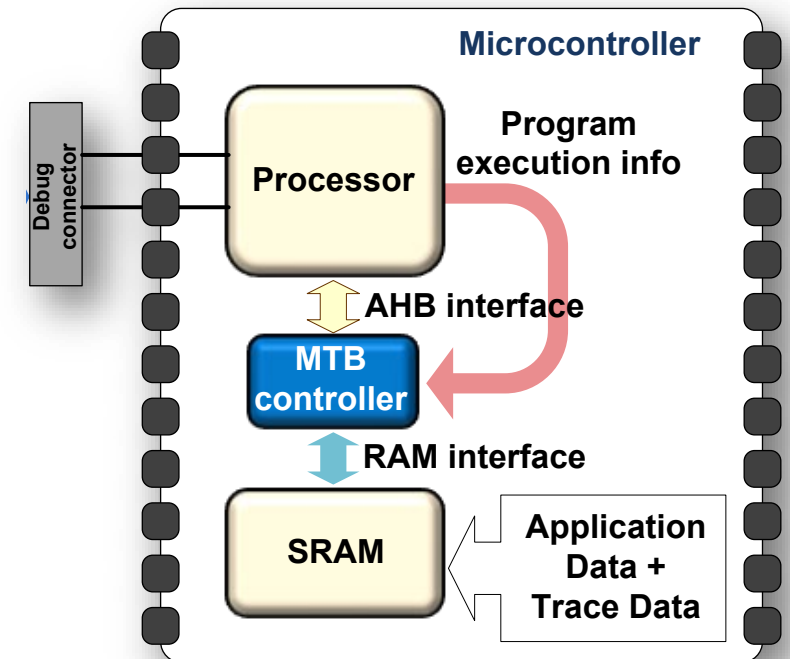 Microcontroller
Debug
connector
Processor
Program
execution info
AHB interface
MTB
controller
RAM interface
SRAM
Application
Data +
Trace Data